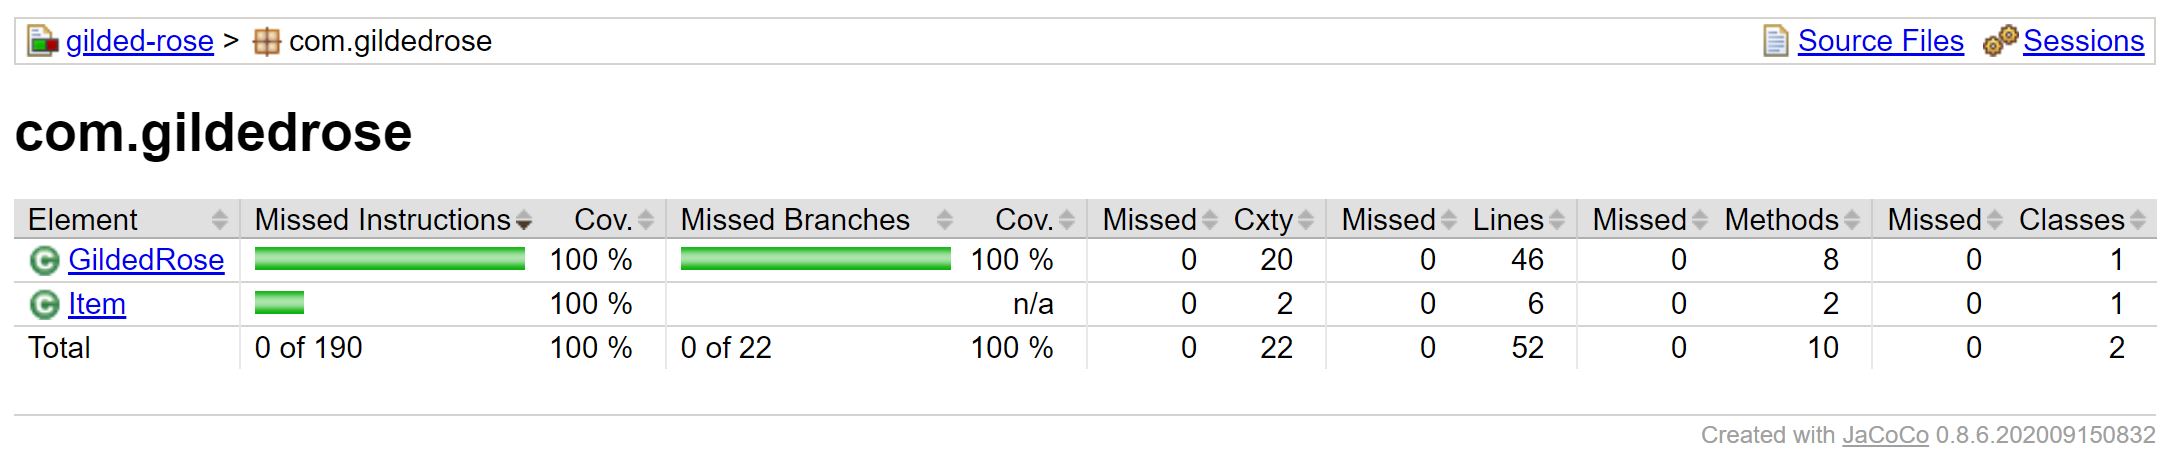 gilded-rose > com.gildedrose Source Files Sessions
com.gildedrose
Element Missed Instructions Cov. Missed Branches Cov. Missed Cxty Missed Lines Missed Methods Missed Classes
GildedRose 100 % 100 % 0 20 0 46 0 8 0 1
Item 100 % n/a 0 2 0 6 0 2 0 1
Total 0 of 190 100 % 0 of 22 100 % 0 22 0 52 0 10 0 2
Created with JaCoCo 0.8.6.202009150832